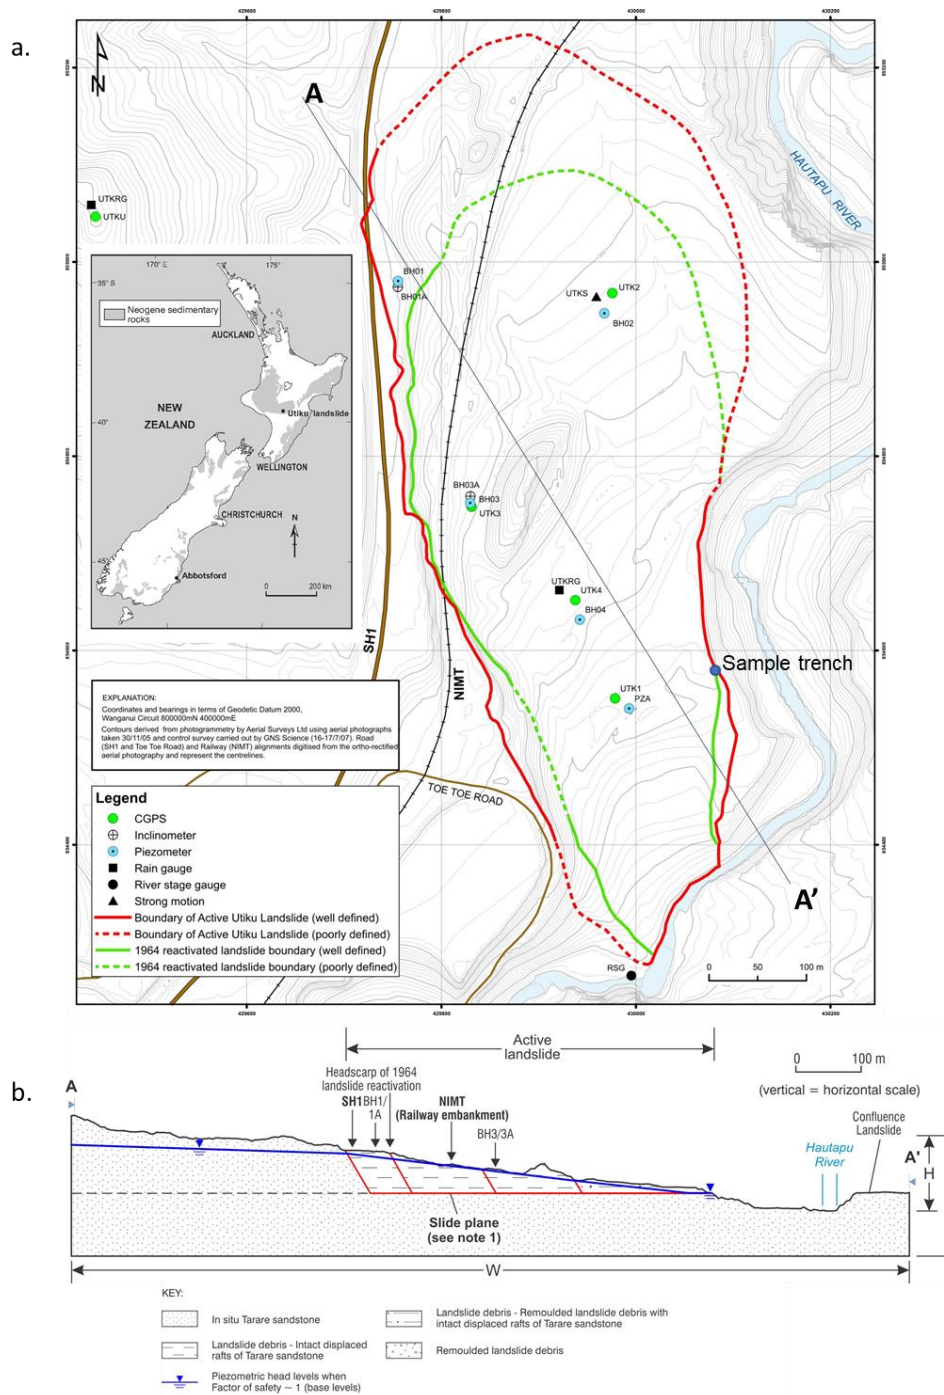 a.
429600
429800
430000
430200
855200
A
N
HAUTAPU RIVER
UTKRG
UTKU
855000
BH01
BH01A
UTKS
UTK2
BH02
170° E
175°
35° S
Neogene sedimentary
rocks
AUCKLAND
NEW
ZEALAND
40°
Utiku landslide
WELLINGTON
CHRISTCHURCH
N
45°
Abbotsford
0 200 km
BH03A
BH03
UTK3
UTKRG
UTK4
BH04
SH1
NIMT
Sample trench
UTK1
PZA
EXPLANATION:
Coordinates and bearings in terms of Geodetic Datum 2000,
Wanganui Circuit 800000mN 400000mE
Contours derived from photogrammetry by Aerial Surveys Ltd using aerial photographs
taken 30/11/05 and control survey carried out by GNS Science (16-17/7/07). Road
(SH1 and Toe Toe Road) and Railway (NIMT) alignments digitised from the ortho-rectified
aerial photography and represent the centrelines.
TOE TOE ROAD
Legend
CGPS
Inclinometer
Piezometer
Rain gauge
River stage gauge
Strong motion
Boundary of Active Utiku Landslide (well defined)
Boundary of Active Utiku Landslide (poorly defined)
1964 reactivated landslide boundary (well defined)
1964 reactivated landslide boundary (poorly defined)
A'
RSG
0 50 100 m
429600
429800
430000
430200
b.
Active
landslide
0 100 m
(vertical = horizontal scale)
Headscarp of 1964
landslide reactivation
A
SH1
BH1/
1A
NIMT
(Railway embankment)
BH3/3A
Confluence
Landslide
Hautapu
River
A'
H
Slide plane
(see note 1)
W
KEY:
In situ Tarare sandstone
Landslide debris - Remoulded landslide debris with
intact displaced rafts of Tarare sandstone
Landslide debris - Intact displaced
rafts of Tarare sandstone
Remoulded landslide debris
Piezometric head levels when
Factor of safety ~ 1 (base levels)